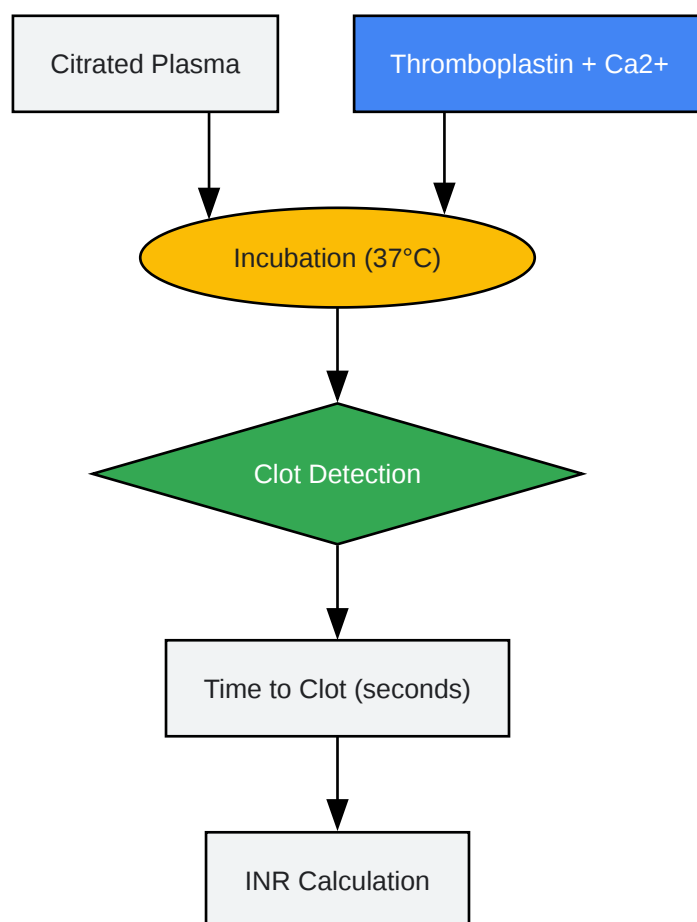 Citrated Plasma
Thromboplastin + Ca2+
Incubation (37°C)
Clot Detection
Time to Clot (seconds)
INR Calculation